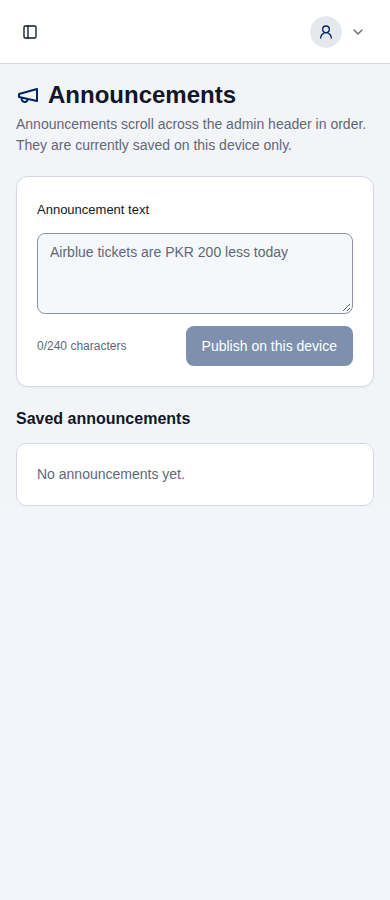 Announcements
Announcements scroll across the admin header in order.
They are currently saved on this device only.
Announcement text
Airblue tickets are PKR 200 less today
0/240 characters
Publish on this device
Saved announcements
No announcements yet.